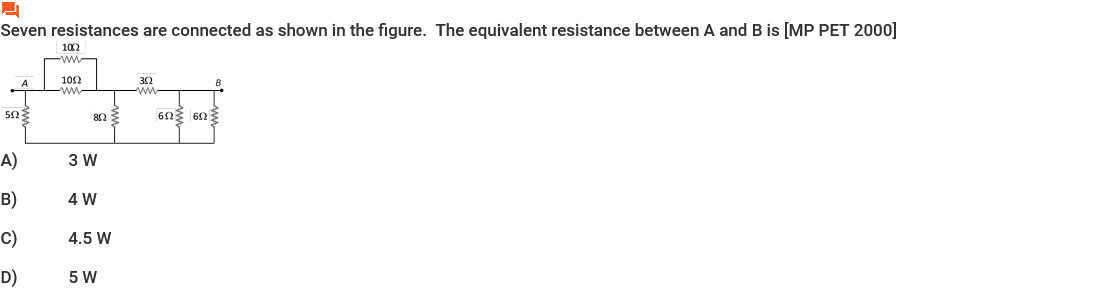 Seven resistances are connected as shown in the figure. The equivalent resistance between A and B is [MP PET 2000]
10Ω
A
10Ω
3Ω
B
5Ω
8Ω
6Ω
6Ω
A) 3 W
B) 4 W
C) 4.5 W
D) 5 W